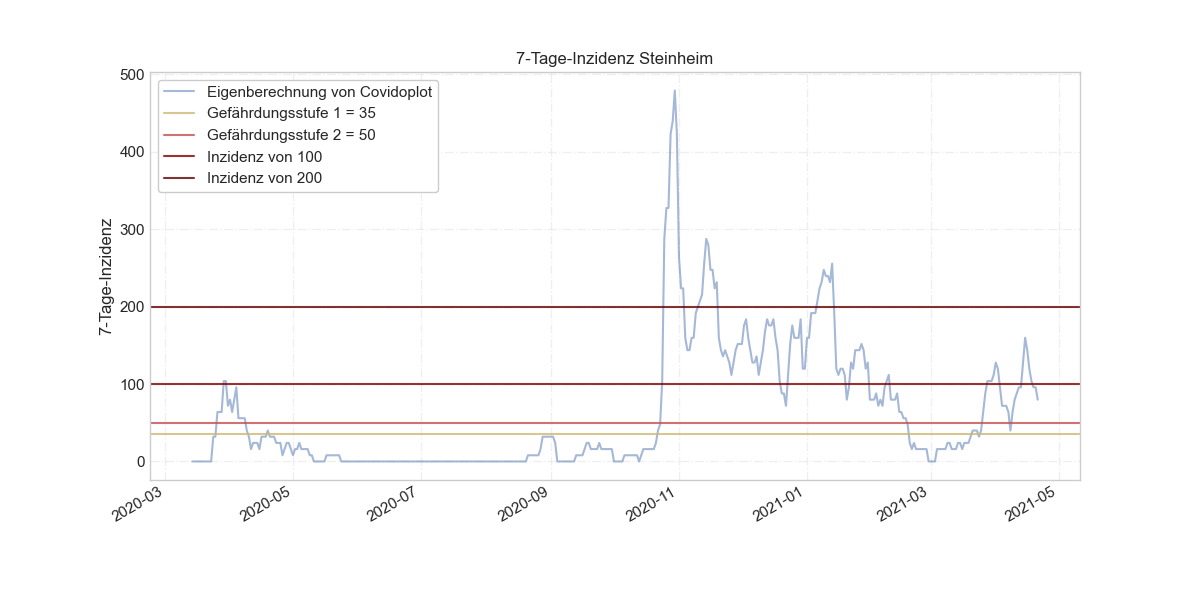 7-Tage-Inzidenz Steinheim
500
400
300
200
100
0
7-Tage-Inzidenz
Eigenberechnung von Covidoplot
Gefährdungsstufe 1 = 35
Gefährdungsstufe 2 = 50
Inzidenz von 100
Inzidenz von 200
2020-03
2020-05
2020-07
2020-09
2020-11
2021-01
2021-03
2021-05